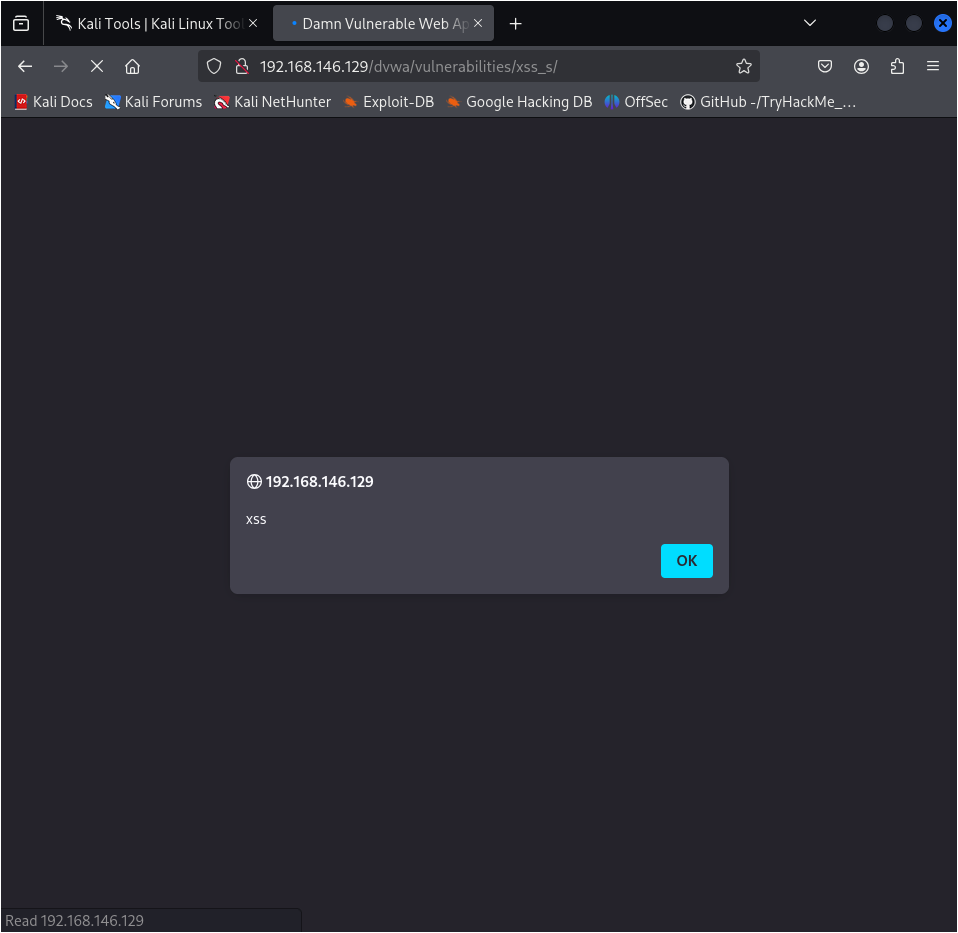 Kali Tools | Kali Linux Tool
Damn Vulnerable Web Ap
192.168.146.129/dvwa/vulnerabilities/xss_s/
Kali Docs Kali Forums Kali NetHunter Exploit-DB Google Hacking DB OffSec GitHub -/TryHackMe_...
192.168.146.129
xss
OK
Read 192.168.146.129